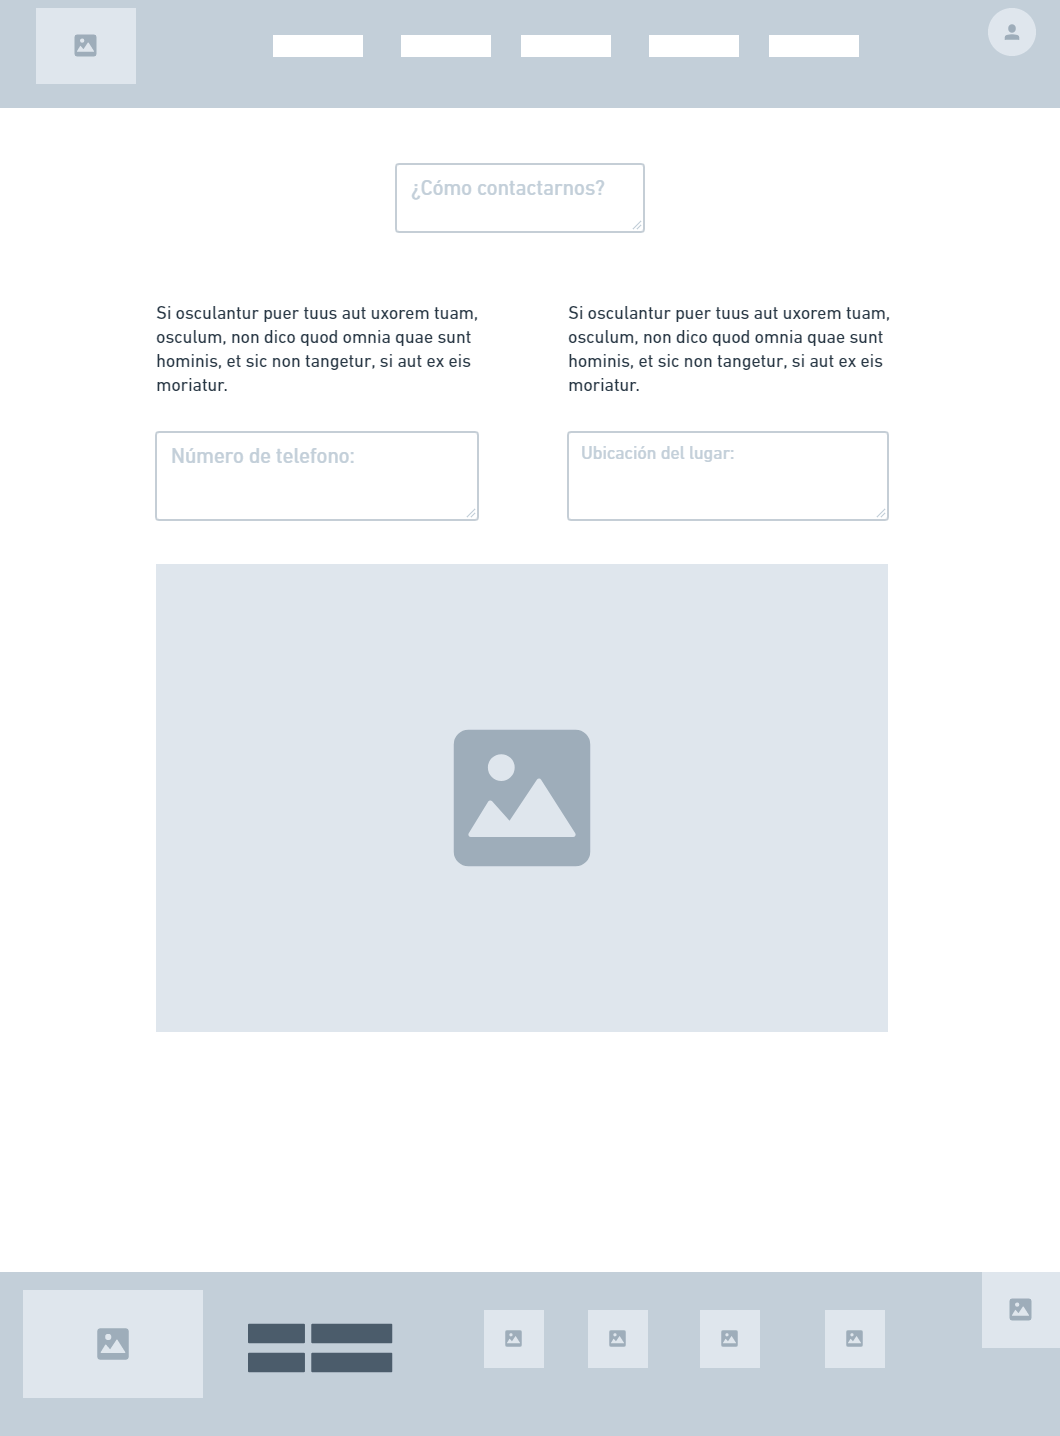 ¿Cómo contactarnos?
Si osculantur puer tuus aut uxorem tuam,
osculum, non dico quod omnia quae sunt
hominis, et sic non tangetur, si aut ex eis
moriatur.
Si osculantur puer tuus aut uxorem tuam,
osculum, non dico quod omnia quae sunt
hominis, et sic non tangetur, si aut ex eis
moriatur.
Número de telefono:
Ubicación del lugar: